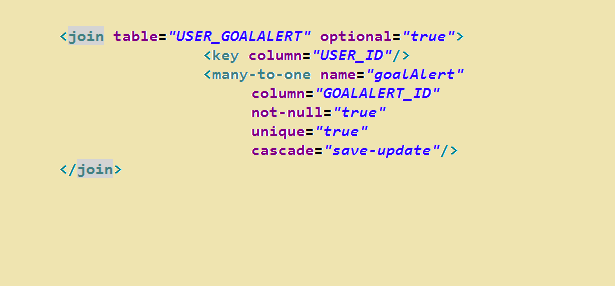 <join table="USER_GOALALERT" optional="true">
<key column="USER_ID"/>
<many-to-one name="goalAlert"
column="GOALALERT_ID"
not-null="true"
unique="true"
cascade="save-update"/>
</join>